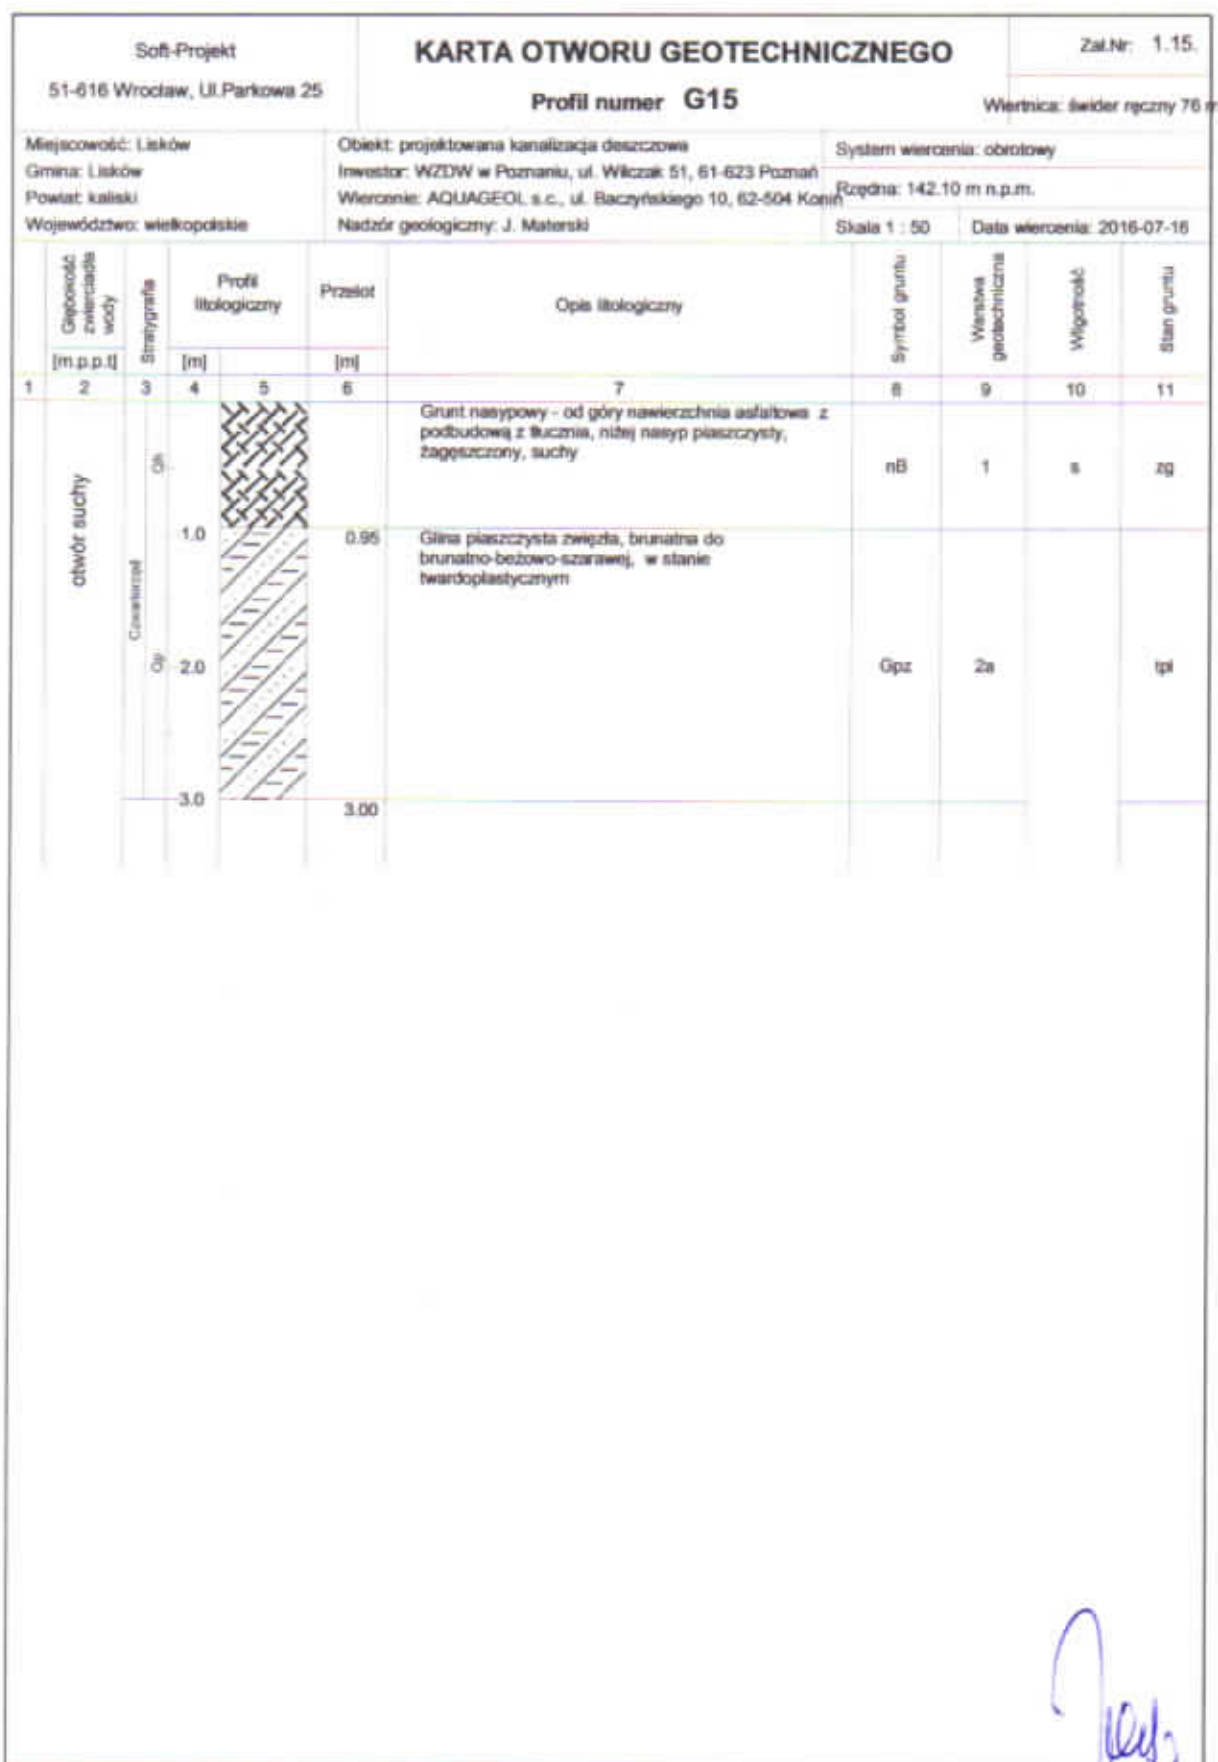 Soft-Projekt
51-616 Wrocław, Ul.Parkowa 25
KARTA OTWORU GEOTECHNICZNEGO
Profil numer G15
Zał.Nr: 1.15.
Wiertnica: świder ręczny 76
Miejscowość: Lisków
Gmina: Lisków
Powiat: kaliski
Województwo: wielkopolskie
Obiekt: projektowana kanalizacja deszczowa
Inwestor: WZDW w Poznaniu, ul. Wilczak 51, 61-623 Poznań
Wiercenie: AQUAGEOL s.c., ul. Baczyńskiego 10, 62-504 Konin
Nadzór geologiczny: J. Materski
System wiercenia: obrotowy
Rzędna: 142.10 m n.p.m.
Skala 1 : 50 Data wiercenia: 2016-07-16
Głębokość
zwierciadła
wody
[m.p.p.t]
Stratygrafia
Profil
litologiczny
[m]
Przelot
[m]
Opis litologiczny
Symbol gruntu
Warstwa
geotechniczna
Wilgotność
Stan gruntu
1 2 3 4 5 6 7 8 9 10 11
otwór suchy
Czwartorzęd
Qh
Qp
1.0
2.0
3.0
0.95
3.00
Grunt nasypowy - od góry nawierzchnia asfaltowa z
podbudową z tłucznia, niżej nasyp piaszczysty,
żagęszczony, suchy
nB 1 s zg
Glina piaszczysta zwięzła, brunatna do
brunatno-beżowo-szarawej, w stanie
twardoplastycznym
Gpz 2a tpl